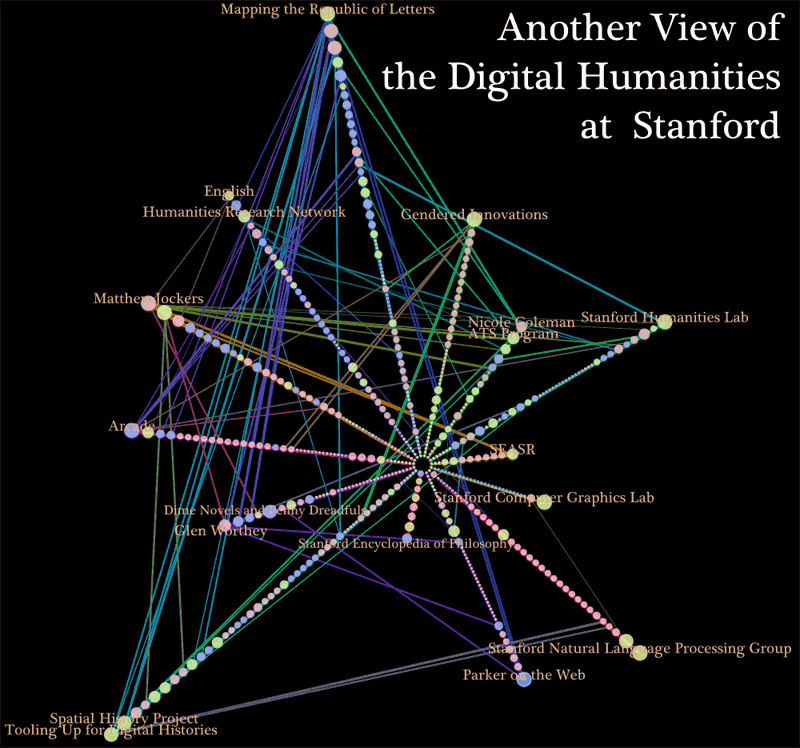 Mapping the Republic of Letters
Another View of
the Digital Humanities
at Stanford
English
Humanities Research Network
Gendered Innovations
Matthew Jockers
Nicole Coleman
Stanford Humanities Lab
ATS Program
Arcade
SEASR
Stanford Computer Graphics Lab
Dime Novels and Penny Dreadfuls
Glen Worthey
Stanford Encyclopedia of Philosophy
Stanford Natural Language Processing Group
Parker on the Web
Spatial History Project
Tooling Up for Digital Histories